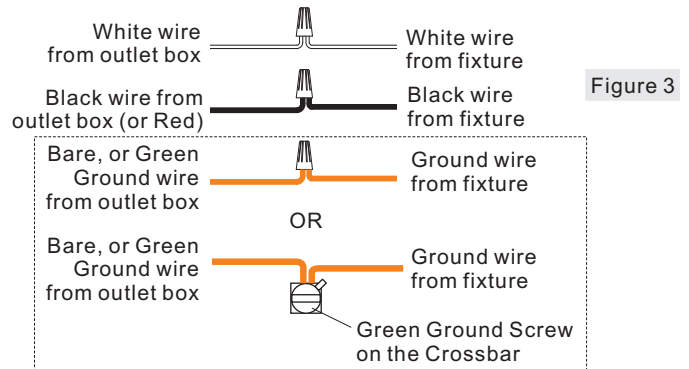 White wire
from outlet box
White wire
from fixture
Figure 3
Black wire from
outlet box (or Red)
Black wire
from fixture
Bare, or Green
Ground wire
from outlet box
Ground wire
from fixture
OR
Bare, or Green
Ground wire
from outlet box
Ground wire
from fixture
Green Ground Screw
on the Crossbar